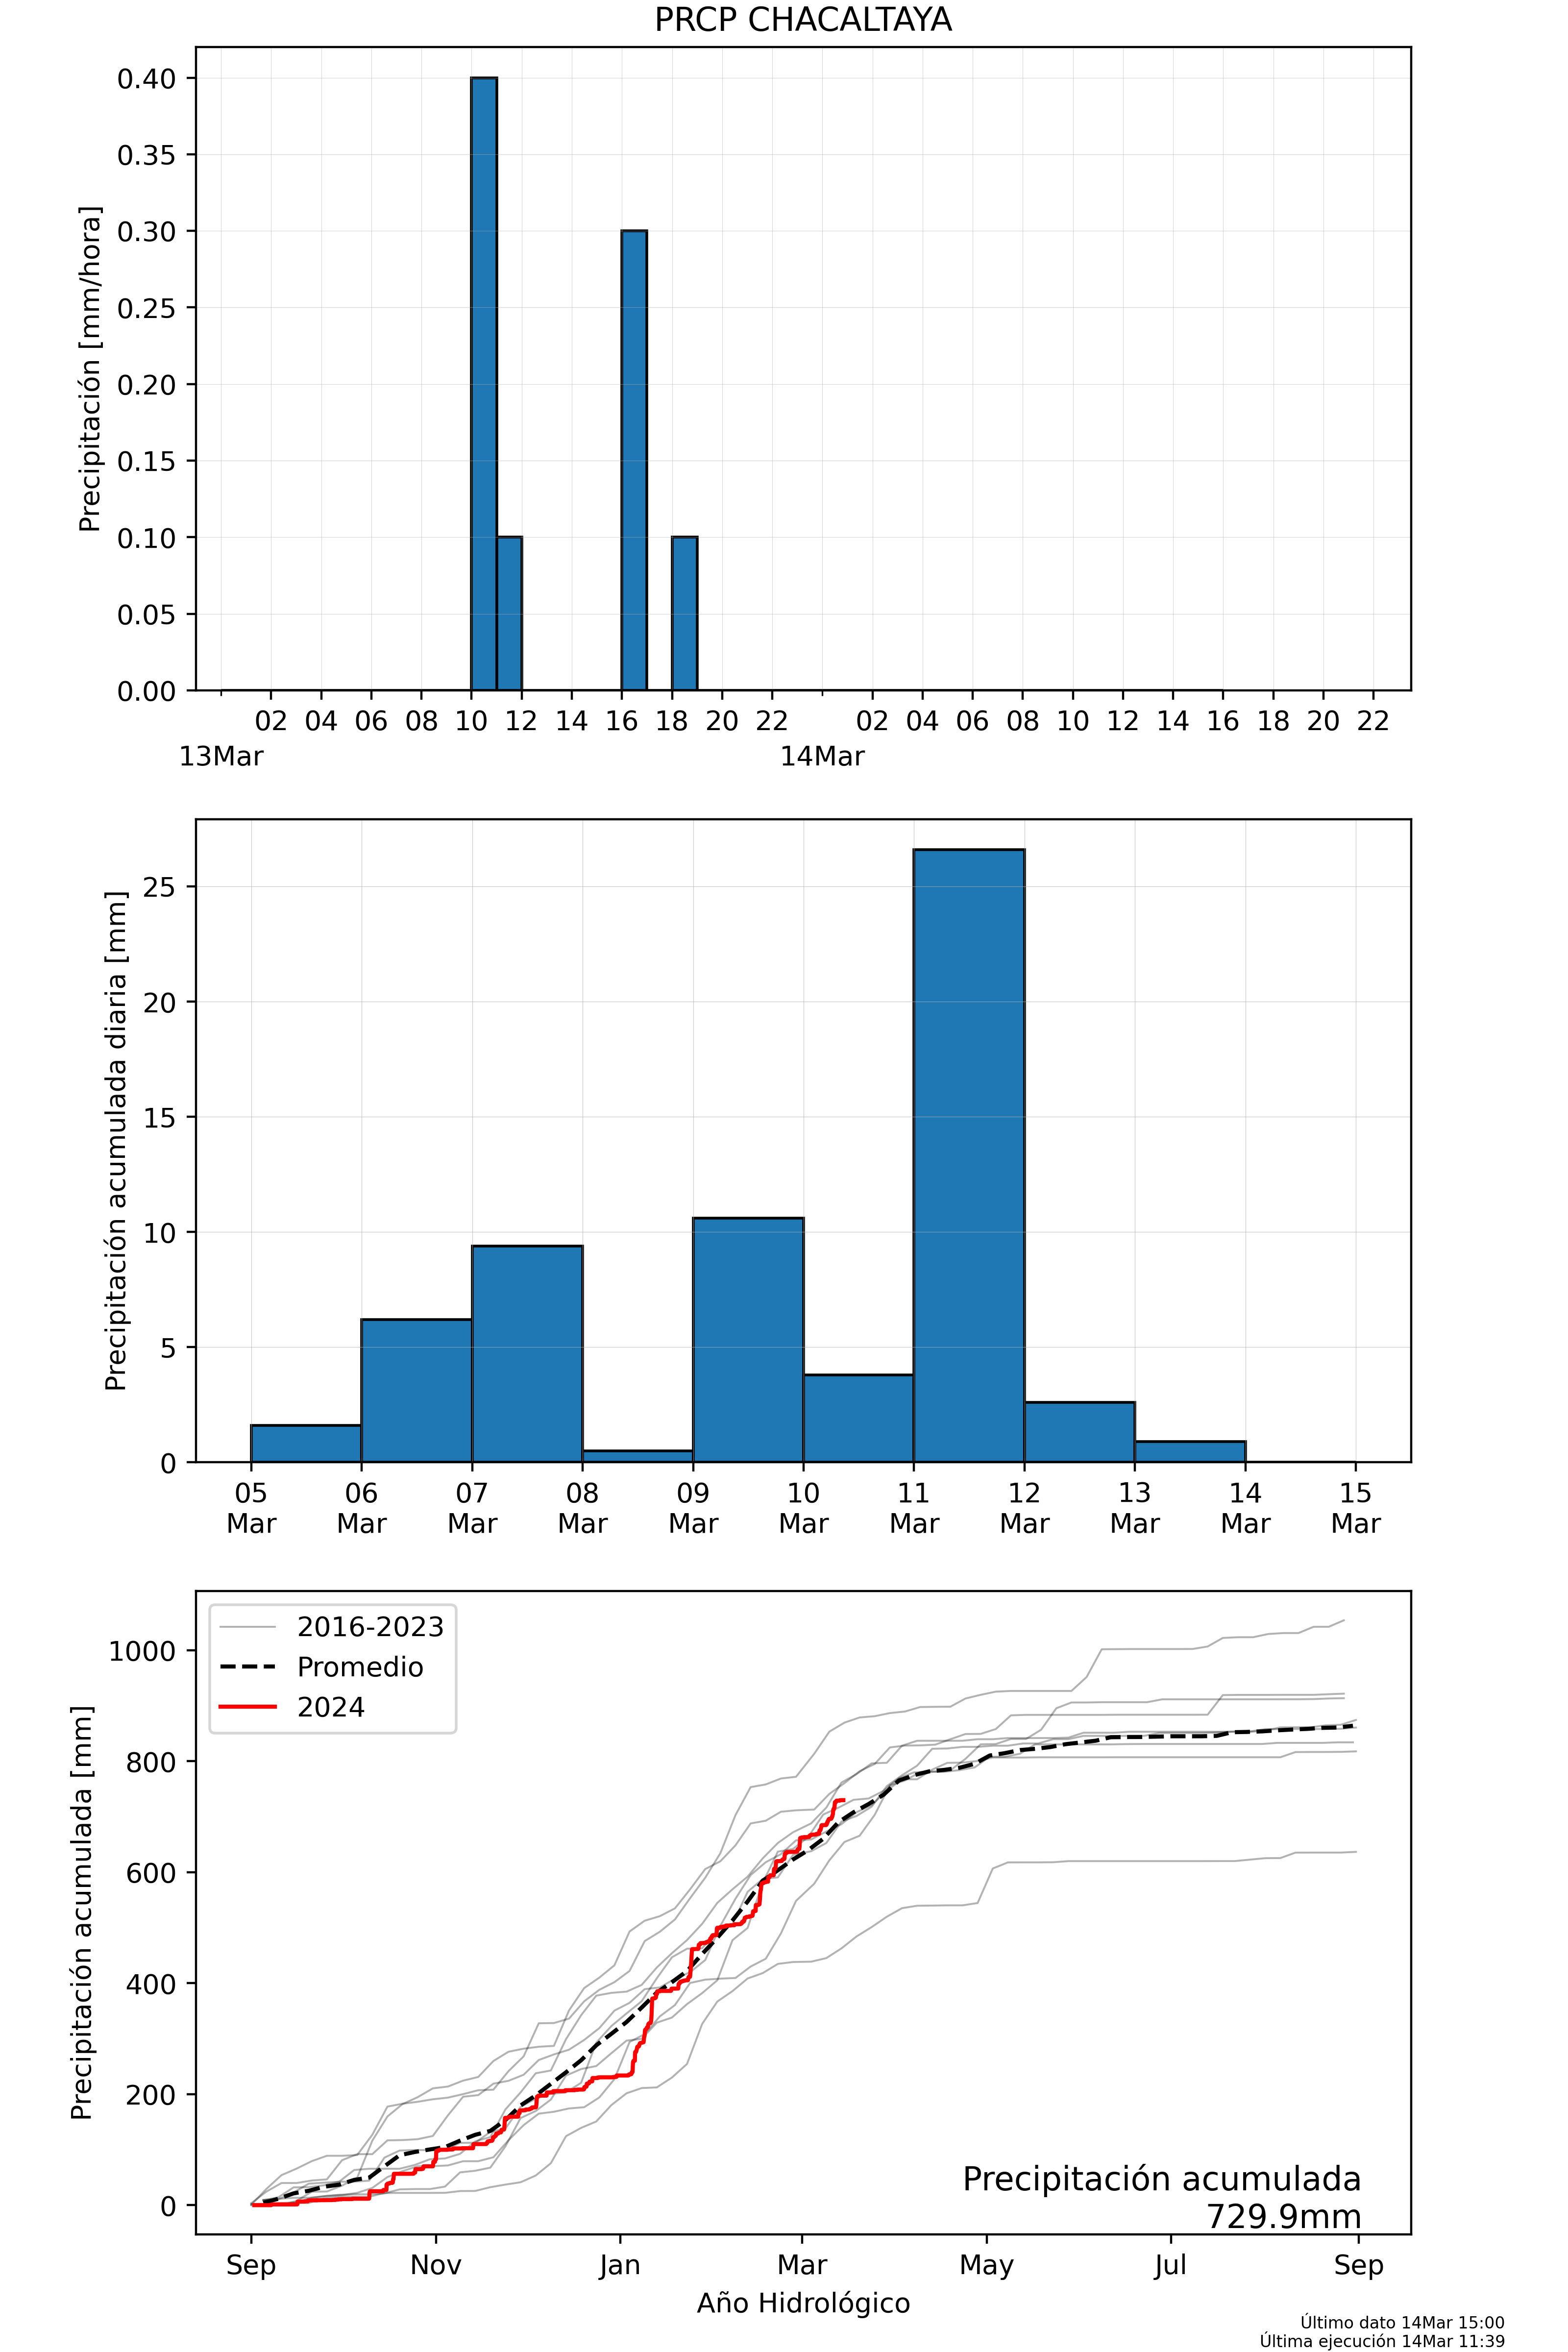 PRCP CHACALTAYA
Precipitación [mm/hora]
0.40
0.35
0.30
0.25
0.20
0.15
0.10
0.05
0.00
02 04 06 08 10 12 14 16 18 20 22 02 04 06 08 10 12 14 16 18 20 22
13Mar 14Mar
Precipitación acumulada diaria [mm]
25
20
15
10
5
0
05 06 07 08 09 10 11 12 13 14 15
Mar Mar Mar Mar Mar Mar Mar Mar Mar Mar Mar
Precipitación acumulada [mm]
1000
800
600
400
200
0
2016-2023
Promedio
2024
Precipitación acumulada
729.9mm
Sep Nov Jan Mar May Jul Sep
Año Hidrológico
Último dato 14Mar 15:00
Última ejecución 14Mar 11:39